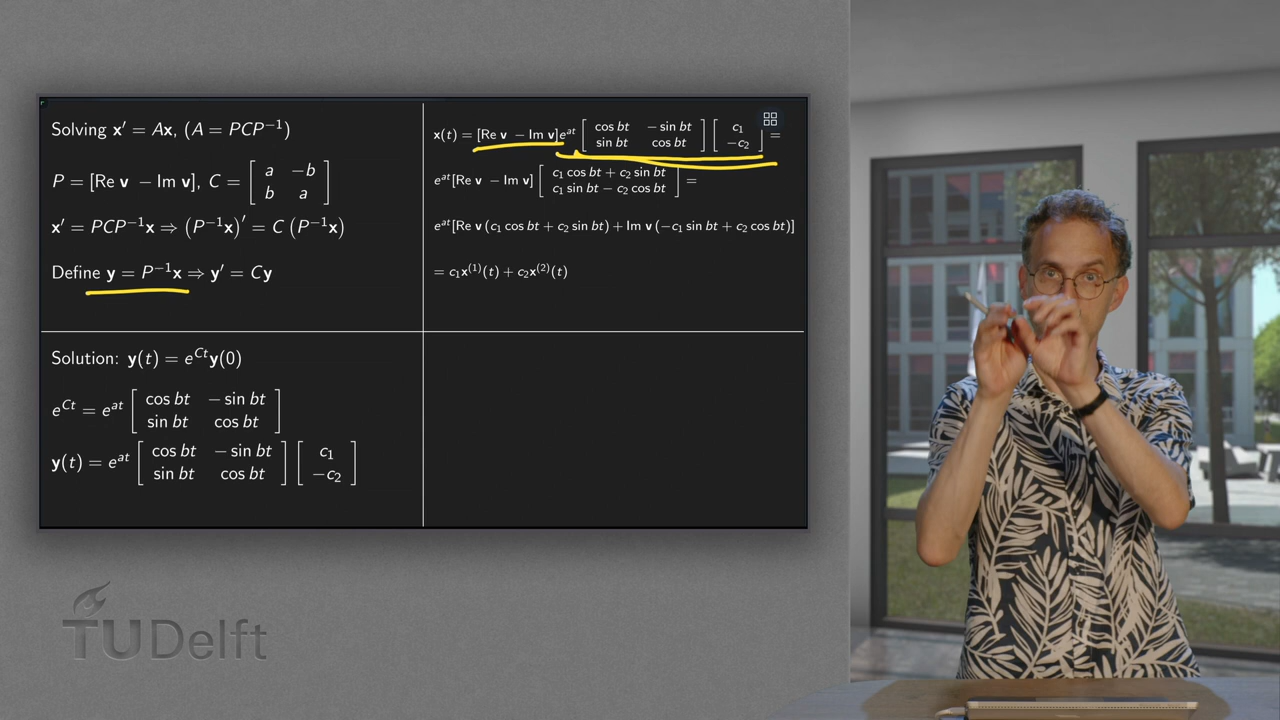 Solving x′ = Ax, (A = PCP⁻¹)
P = [Re v − Im v], C = [ a −b ; b a ]
x′ = PCP⁻¹x ⇒ (P⁻¹x)′ = C (P⁻¹x)
Define y = P⁻¹x ⇒ y′ = Cy
Solution: y(t) = e^{Ct}y(0)
e^{Ct} = e^{at} [ cos bt − sin bt ; sin bt cos bt ]
y(t) = e^{at} [ cos bt − sin bt ; sin bt cos bt ] [ c₁ ; −c₂ ]
x(t) = [Re v − Im v]e^{at} [ cos bt − sin bt ; sin bt cos bt ] [ c₁ ; −c₂ ] =
e^{at}[Re v − Im v] [ c₁ cos bt + c₂ sin bt ; c₁ sin bt − c₂ cos bt ] =
e^{at}[Re v (c₁ cos bt + c₂ sin bt) + Im v (−c₁ sin bt + c₂ cos bt)]
= c₁x⁽¹⁾(t) + c₂x⁽²⁾(t)
TUDelft